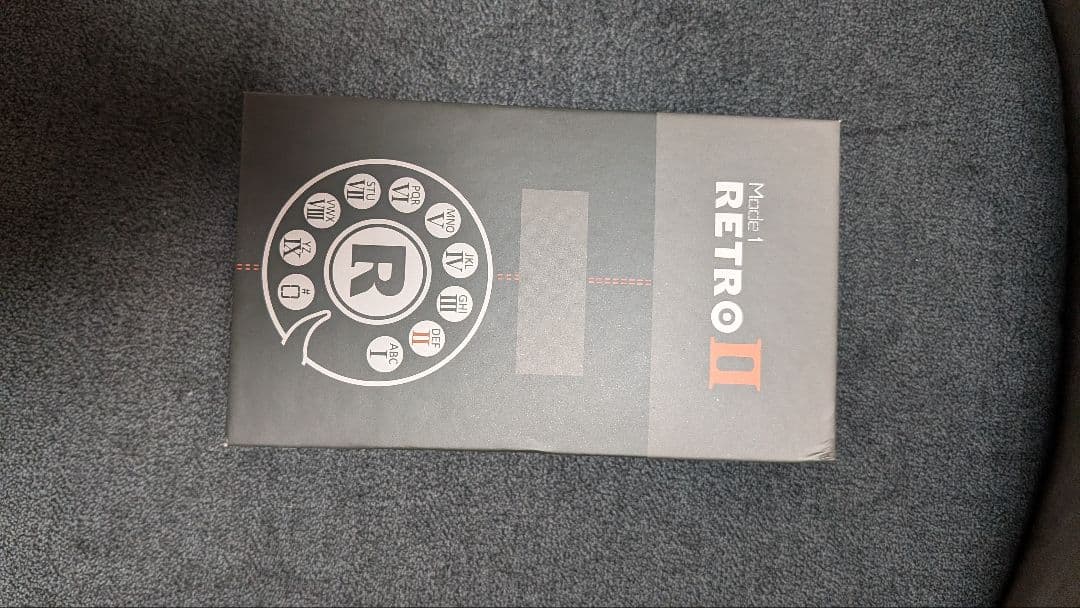 Mode 1
RETRO II
ABC
I
DEF
II
GHI
III
JKL
IV
MNO
V
PQR
VI
STU
VII
VWX
VIII
YZ
IX
#
R